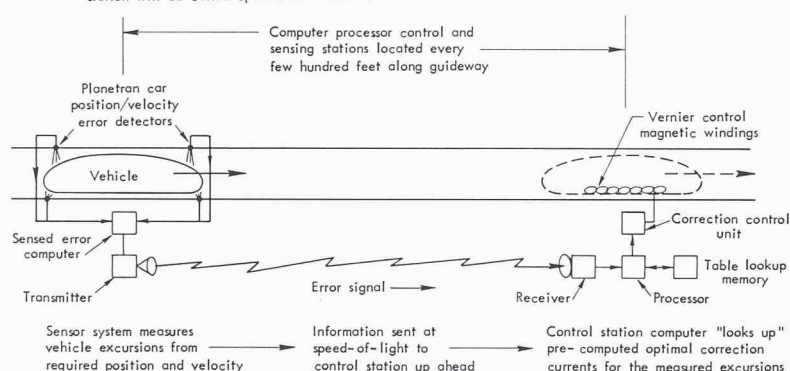 Computer processor control and
sensing stations located every
few hundred feet along guideway
Planetran car
position/velocity
error detectors
Vernier control
magnetic windings
Vehicle
Sensed error
computer
Correction control
unit
Transmitter
Error signal
Receiver
Processor
Table lookup
memory
Sensor system measures
vehicle excursions from
required position and velocity
Information sent at
speed-of-light to
control station up ahead
Control station computer "looks up"
pre-computed optimal correction
currents for the measured excursions